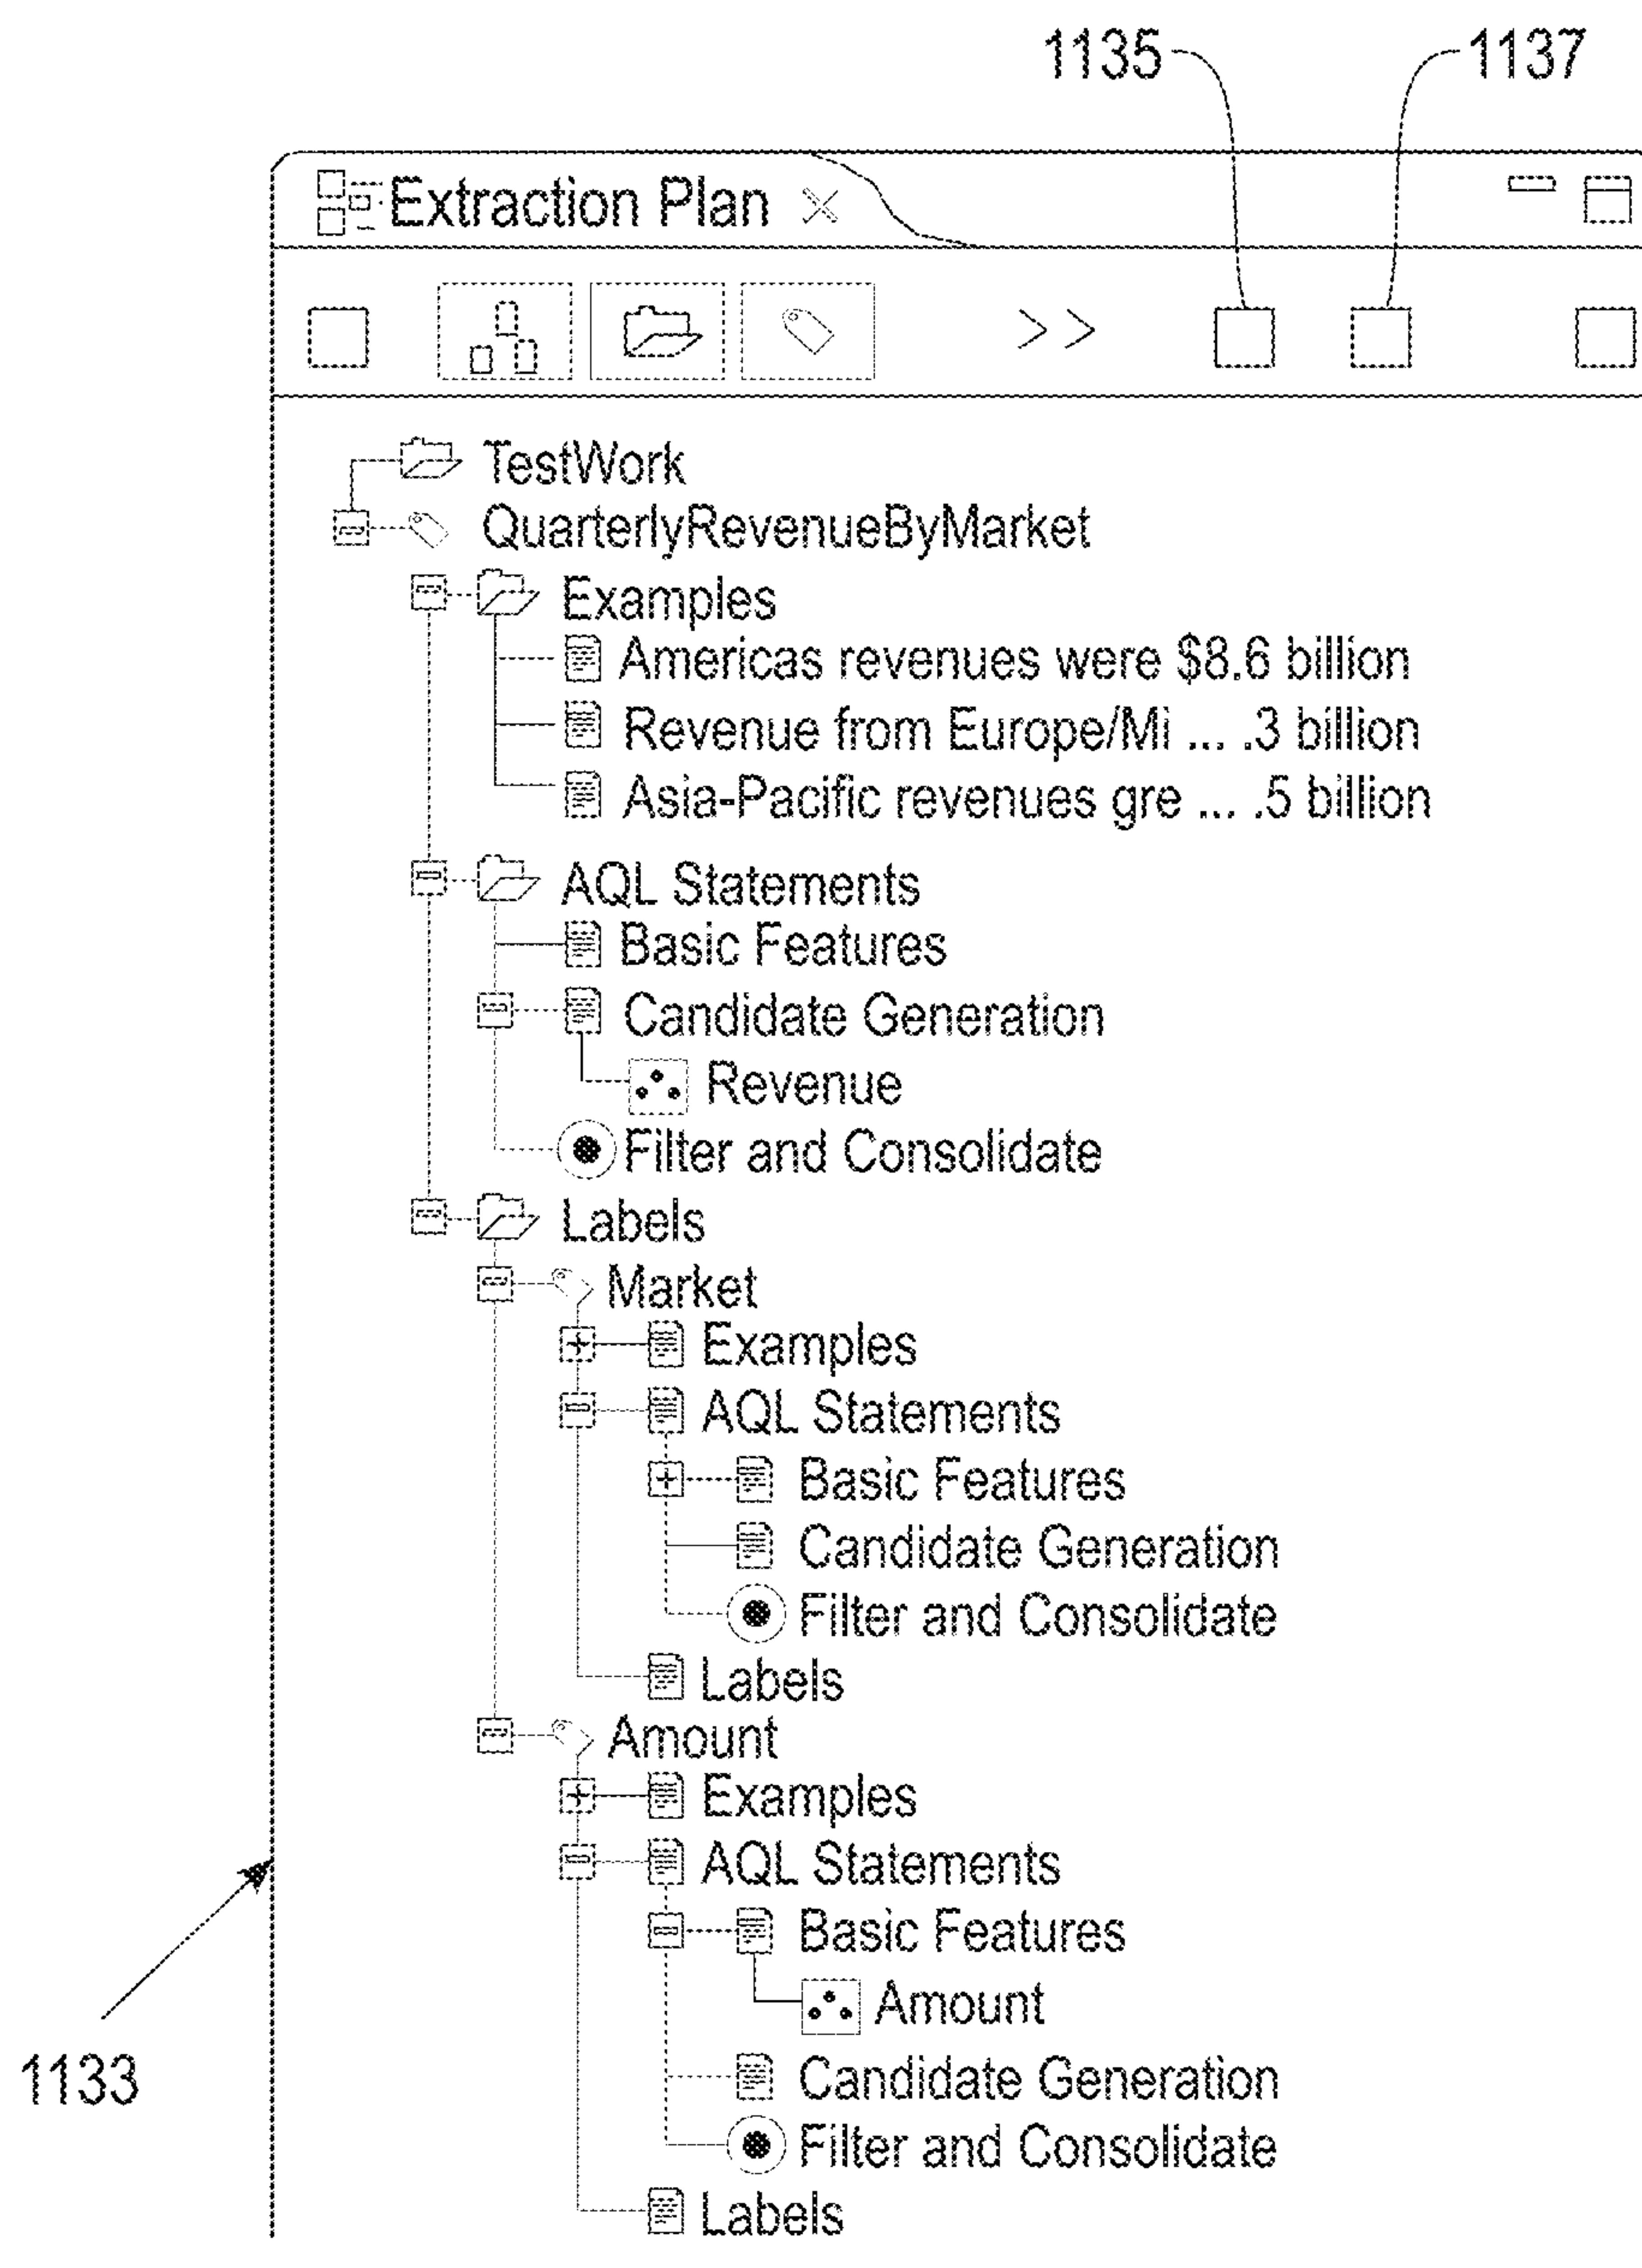 1135 1137
Extraction Plan
>>
TestWork
QuarterlyRevenueByMarket
Examples
Americas revenues were $8.6 billion
Revenue from Europe/Mi ... .3 billion
Asia-Pacific revenues gre ... .5 billion
AQL Statements
Basic Features
Candidate Generation
Revenue
Filter and Consolidate
Labels
Market
Examples
AQL Statements
Basic Features
Candidate Generation
Filter and Consolidate
Labels
Amount
Examples
AQL Statements
Basic Features
Amount
1133
Candidate Generation
Filter and Consolidate
Labels